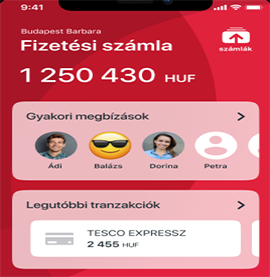 9:41
Budapest Barbara
Fizetési számla
számlák
1 250 430 HUF
Gyakori megbízások
Ádi
Balázs
Dorina
Petra
Legutóbbi tranzakciók
TESCO EXPRESSZ
2 455 HUF